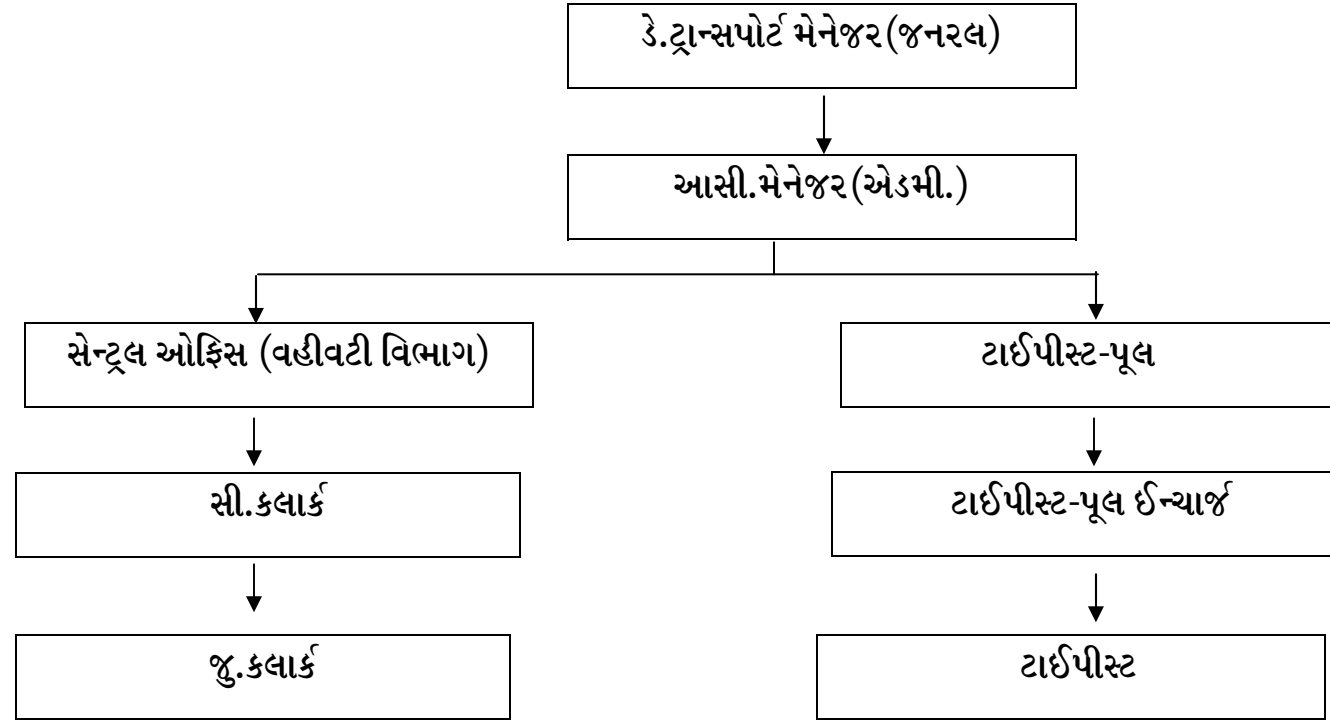 ડે.ટ્રાન્સપોર્ટ મેનેજર(જનરલ)
આસી.મેનેજર(એડમી.)
સેન્ટ્રલ ઓફિસ (વહીવટી વિભાગ)
ટાઈપીસ્ટ-પૂલ
સી.કલાર્ક
ટાઈપીસ્ટ-પૂલ ઈન્ચાર્જ
જુ.કલાર્ક
ટાઈપીસ્ટ